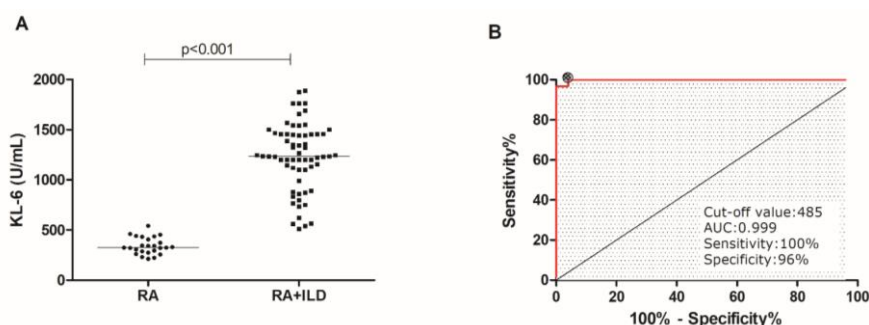 A
p<0.001
KL-6 (U/mL)
2000
1500
1000
500
0
RA
RA+ILD
B
Sensitivity%
100
80
60
40
20
0
Cut-off value:485
AUC:0.999
Sensitivity:100%
Specificity:96%
0
20
40
60
80
100
100% - Specificity%